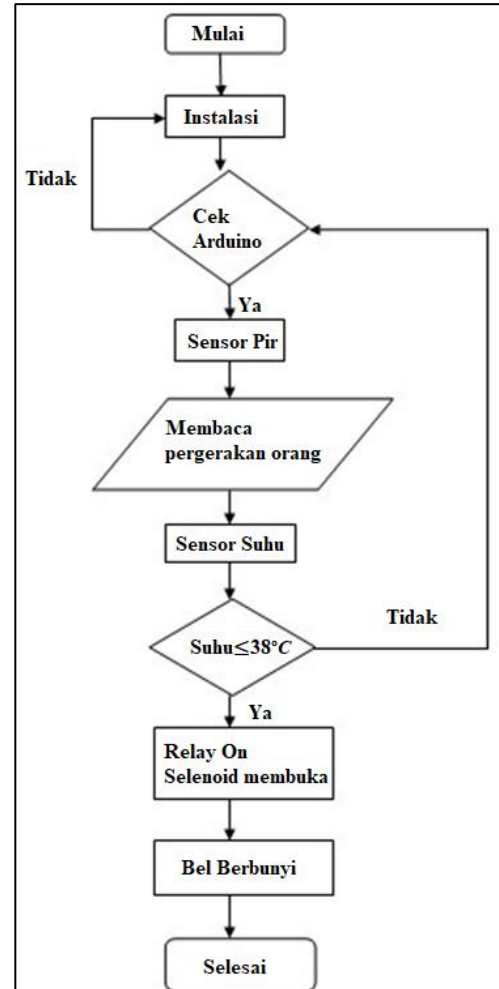 Mulai
Instalasi
Tidak
Cek
Arduino
Ya
Sensor Pir
Membaca
pergerakan orang
Sensor Suhu
Tidak
Suhu≤38°C
Ya
Relay On
Selenoid membuka
Bel Berbunyi
Selesai